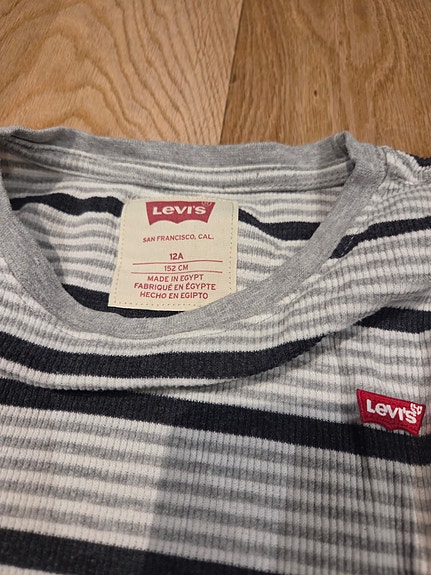 Levi's
SAN FRANCISCO, CAL.
12A
152 CM
MADE IN EGYPT
FABRIQUÉ EN ÉGYPTE
HECHO EN EGIPTO
Levi's